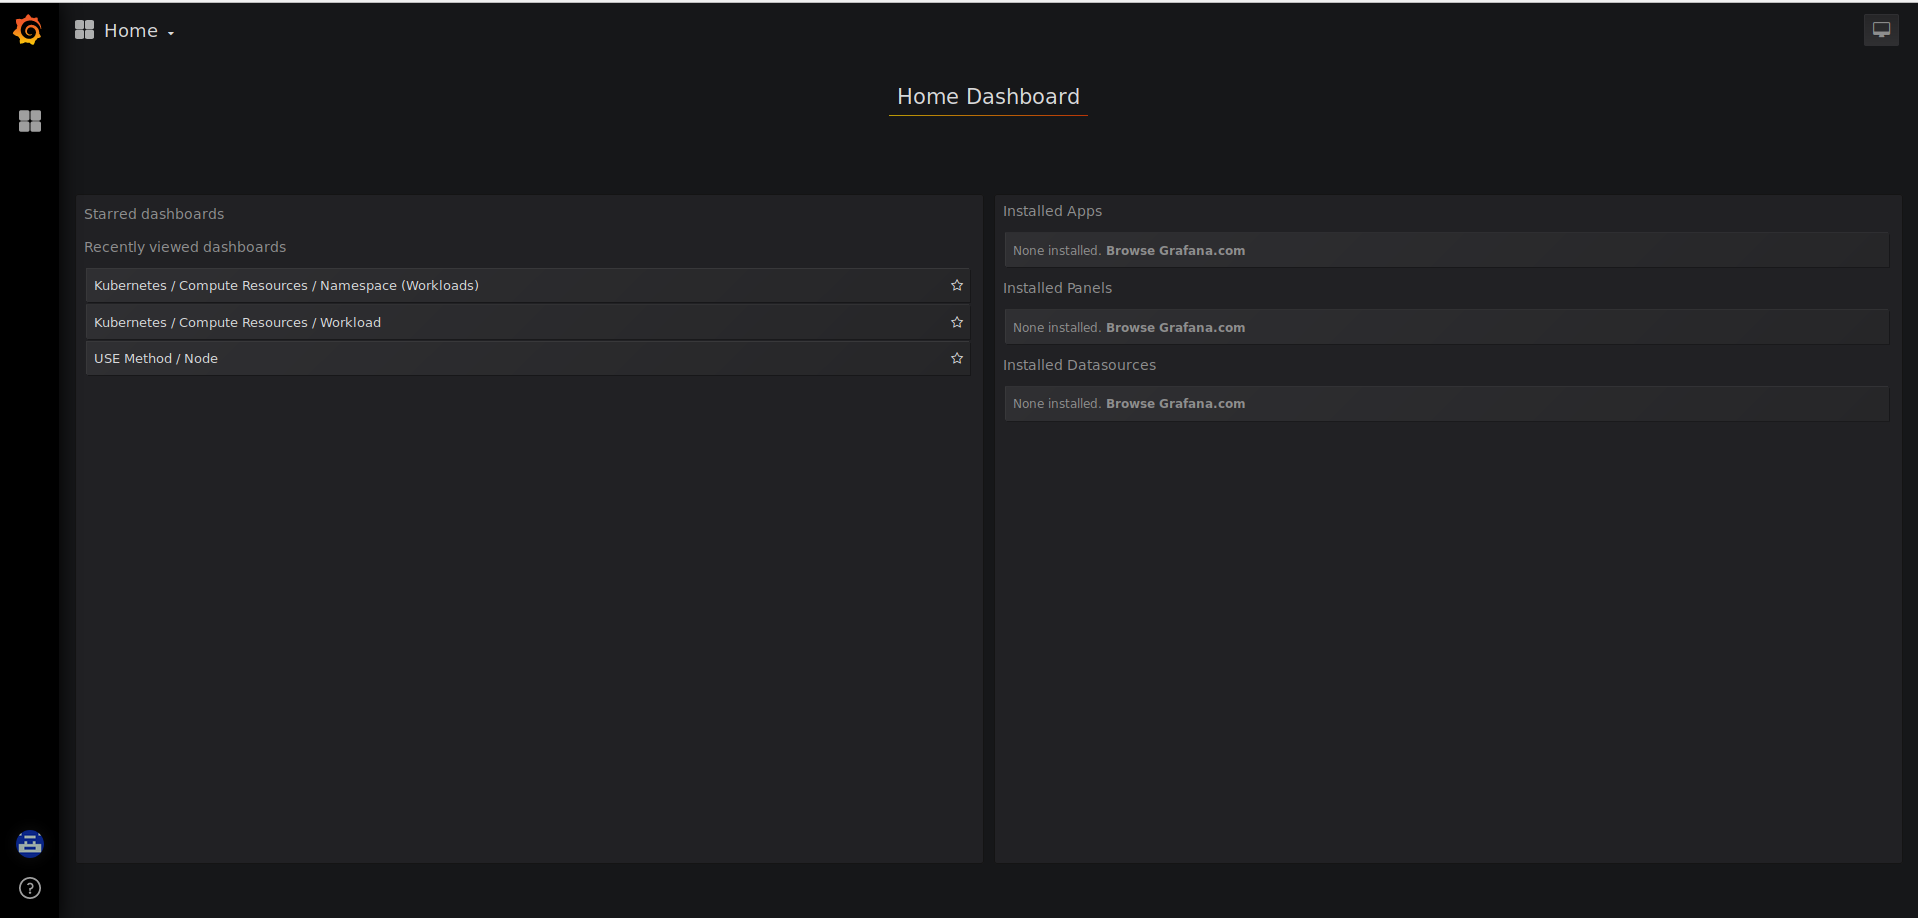 Home
Home Dashboard
Starred dashboards
Recently viewed dashboards
Kubernetes / Compute Resources / Namespace (Workloads)
Kubernetes / Compute Resources / Workload
USE Method / Node
Installed Apps
None installed. Browse Grafana.com
Installed Panels
None installed. Browse Grafana.com
Installed Datasources
None installed. Browse Grafana.com
?